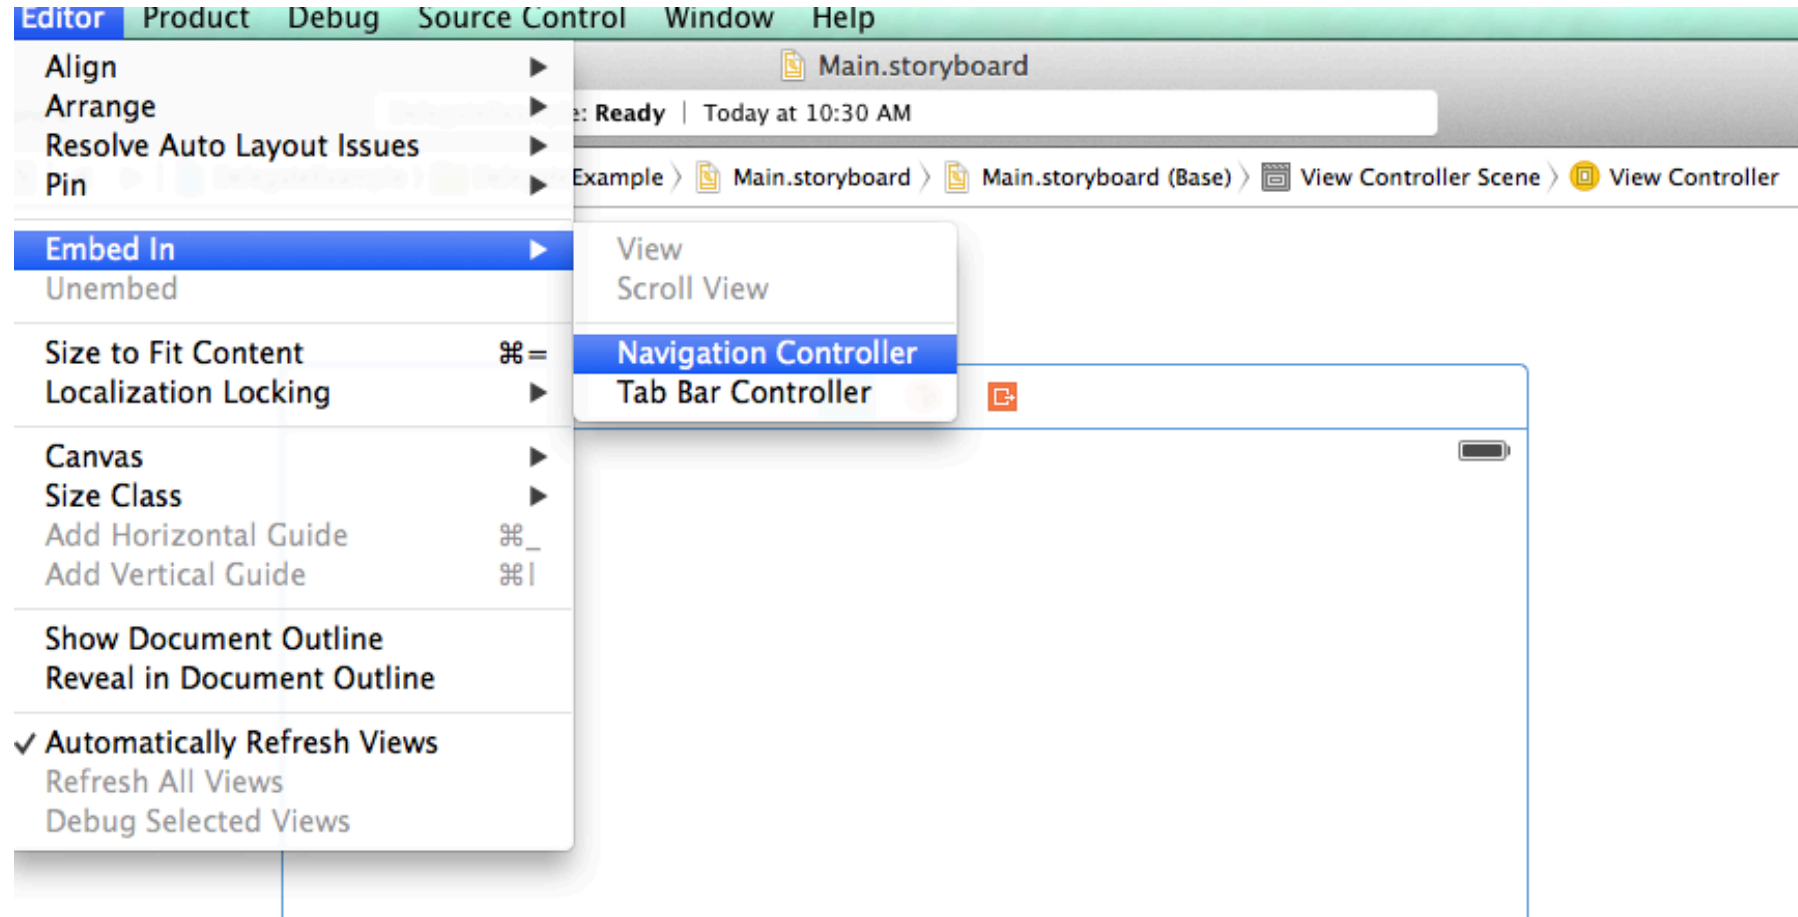 Editor Product Debug Source Control Window Help
Main.storyboard
Align
Arrange
: Ready | Today at 10:30 AM
Resolve Auto Layout Issues
Pin
Example 〉 Main.storyboard 〉 Main.storyboard (Base) 〉 View Controller Scene 〉 View Controller
Embed In
Unembed
Size to Fit Content ⌘=
Localization Locking
Canvas
Size Class
Add Horizontal Guide ⌘_
Add Vertical Guide ⌘|
Show Document Outline
Reveal in Document Outline
✓ Automatically Refresh Views
Refresh All Views
Debug Selected Views
View
Scroll View
Navigation Controller
Tab Bar Controller